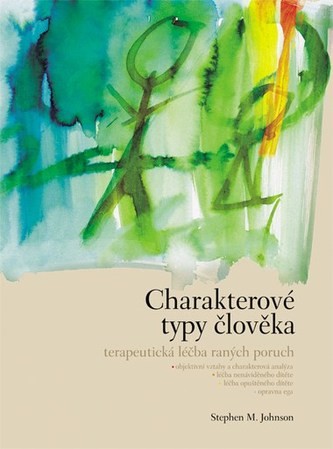 Charakterové
typy člověka
terapeutická léčba raných poruch
• objektové vztahy a charakterová analýza
• léčba nenáviděného dítěte
- léčba opuštěného dítěte
- opravna ega
Stephen M. Johnson